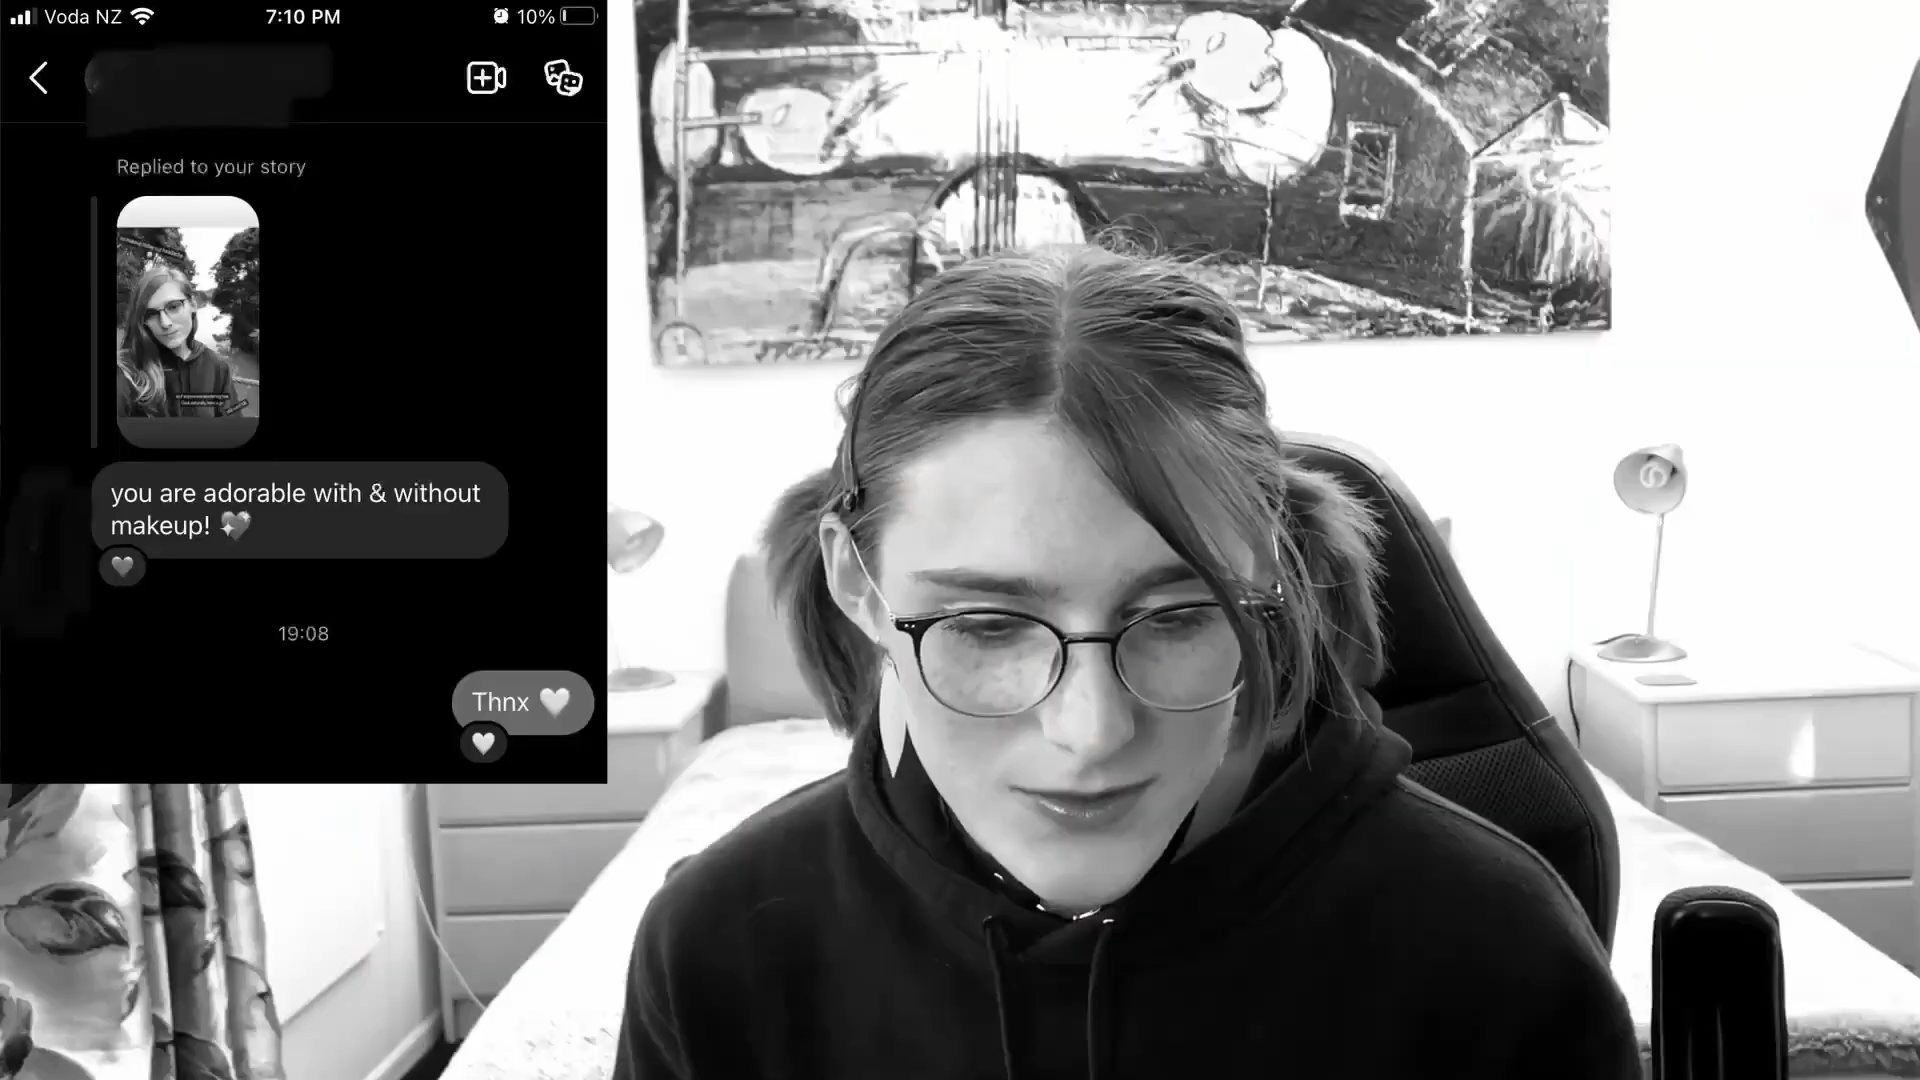 Voda NZ 7:10 PM 10%
Replied to your story
you are adorable with & without
makeup! 💖
19:08
Thnx 🤍